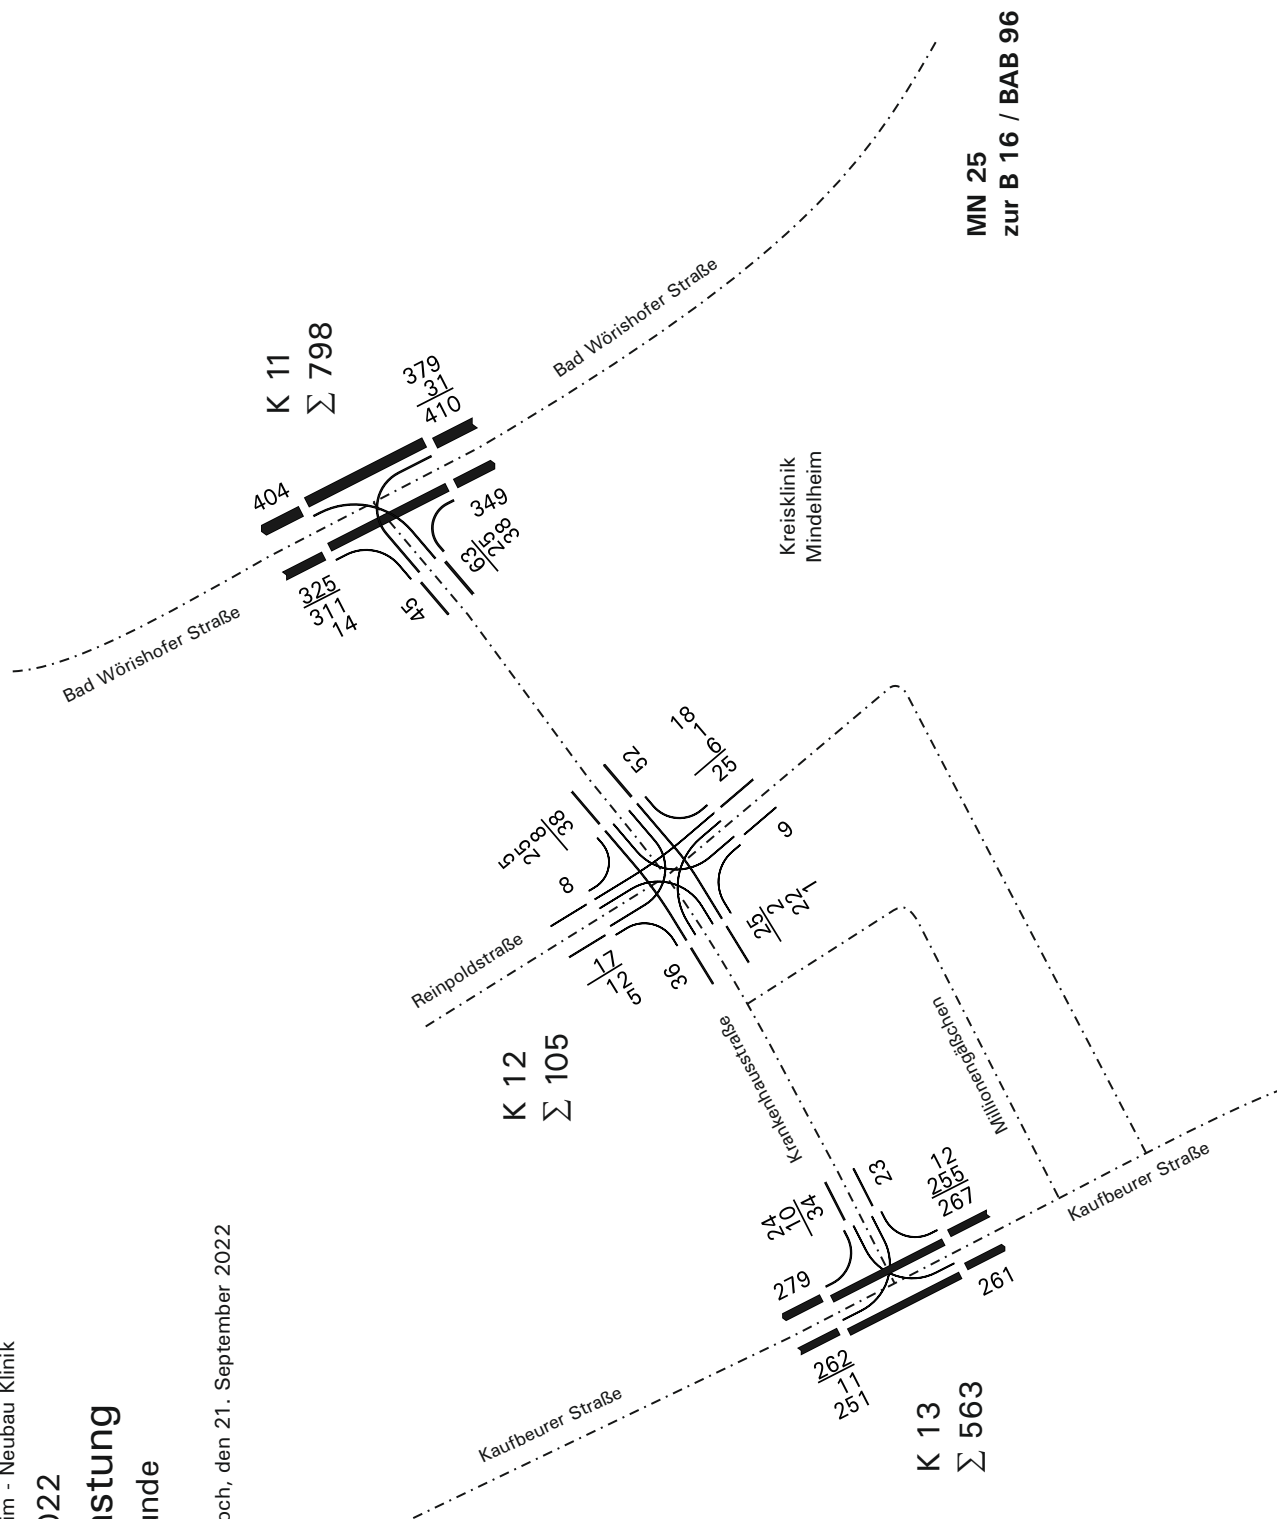 im - Neubau Klinik
022
astung
unde
och, den 21. September 2022
MN 25
zur B 16 / BAB 96
Bad Wörishofer Straße
K 11
∑ 798
404
379
31
410
325
311
14
45
349
63
25
38
Bad Wörishofer Straße
Kreisklinik
Mindelheim
Reinpoldstraße
K 12
∑ 105
5
25
8
38
8
52
18
1
6
25
9
25
2
22
1
17
12
5
36
Krankenhausstraße
Millionengäßchen
Kaufbeurer Straße
24
10
34
23
279
12
255
267
261
262
11
251
K 13
∑ 563
Kaufbeurer Straße